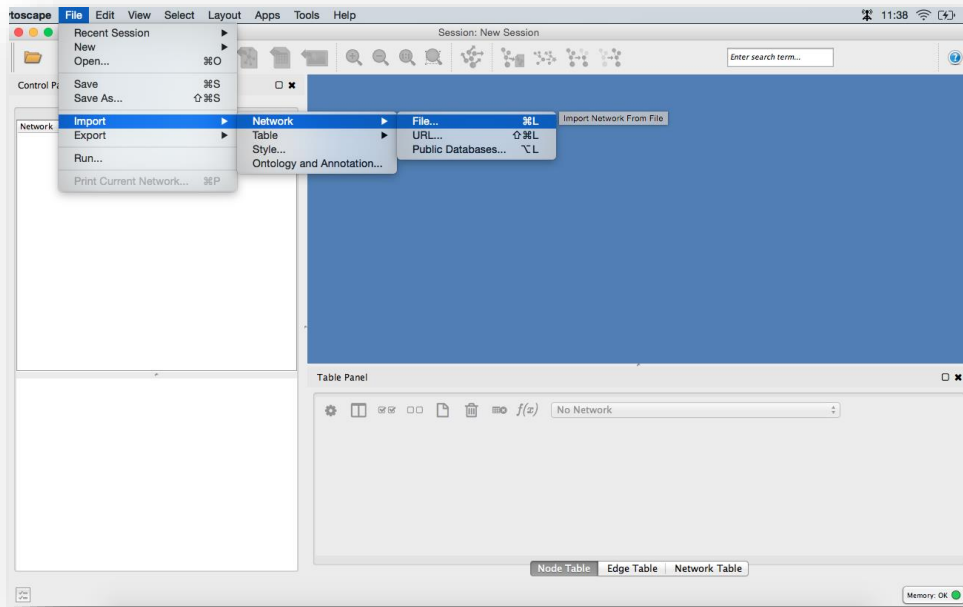 toscape File Edit View Select Layout Apps Tools Help 11:38
Session: New Session
Recent Session
New
Open... ⌘O
Save ⌘S
Save As... ⇧⌘S
Import
Export
Run...
Print Current Network... ⌘P
Network
Table
Style...
Ontology and Annotation...
File... ⌘L
URL... ⇧⌘L
Public Databases... ⌥L
Import Network From File
Enter search term...
Control Pa
Network
Table Panel
f(x) No Network
Node Table Edge Table Network Table
Memory: OK